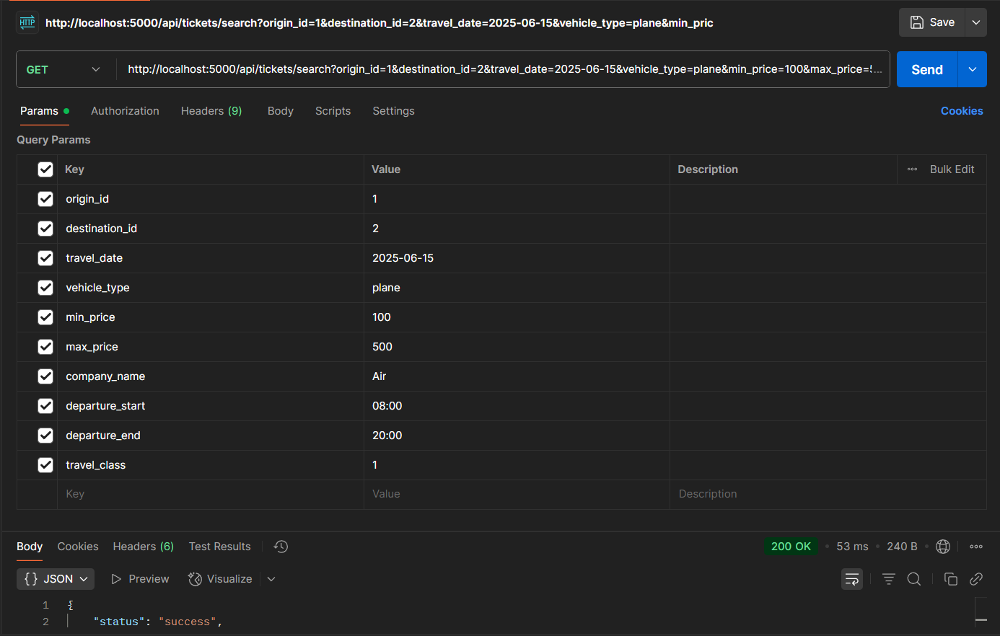 HTTP http://localhost:5000/api/tickets/search?origin_id=1&destination_id=2&travel_date=2025-06-15&vehicle_type=plane&min_pric Save
GET http://localhost:5000/api/tickets/search?origin_id=1&destination_id=2&travel_date=2025-06-15&vehicle_type=plane&min_price=100&max_price=5... Send
Params Authorization Headers (9) Body Scripts Settings Cookies
Query Params
Key Value Description Bulk Edit
origin_id 1
destination_id 2
travel_date 2025-06-15
vehicle_type plane
min_price 100
max_price 500
company_name Air
departure_start 08:00
departure_end 20:00
travel_class 1
Key Value Description
Body Cookies Headers (6) Test Results 200 OK • 53 ms • 240 B •
{} JSON Preview Visualize
1 {
2 "status": "success",